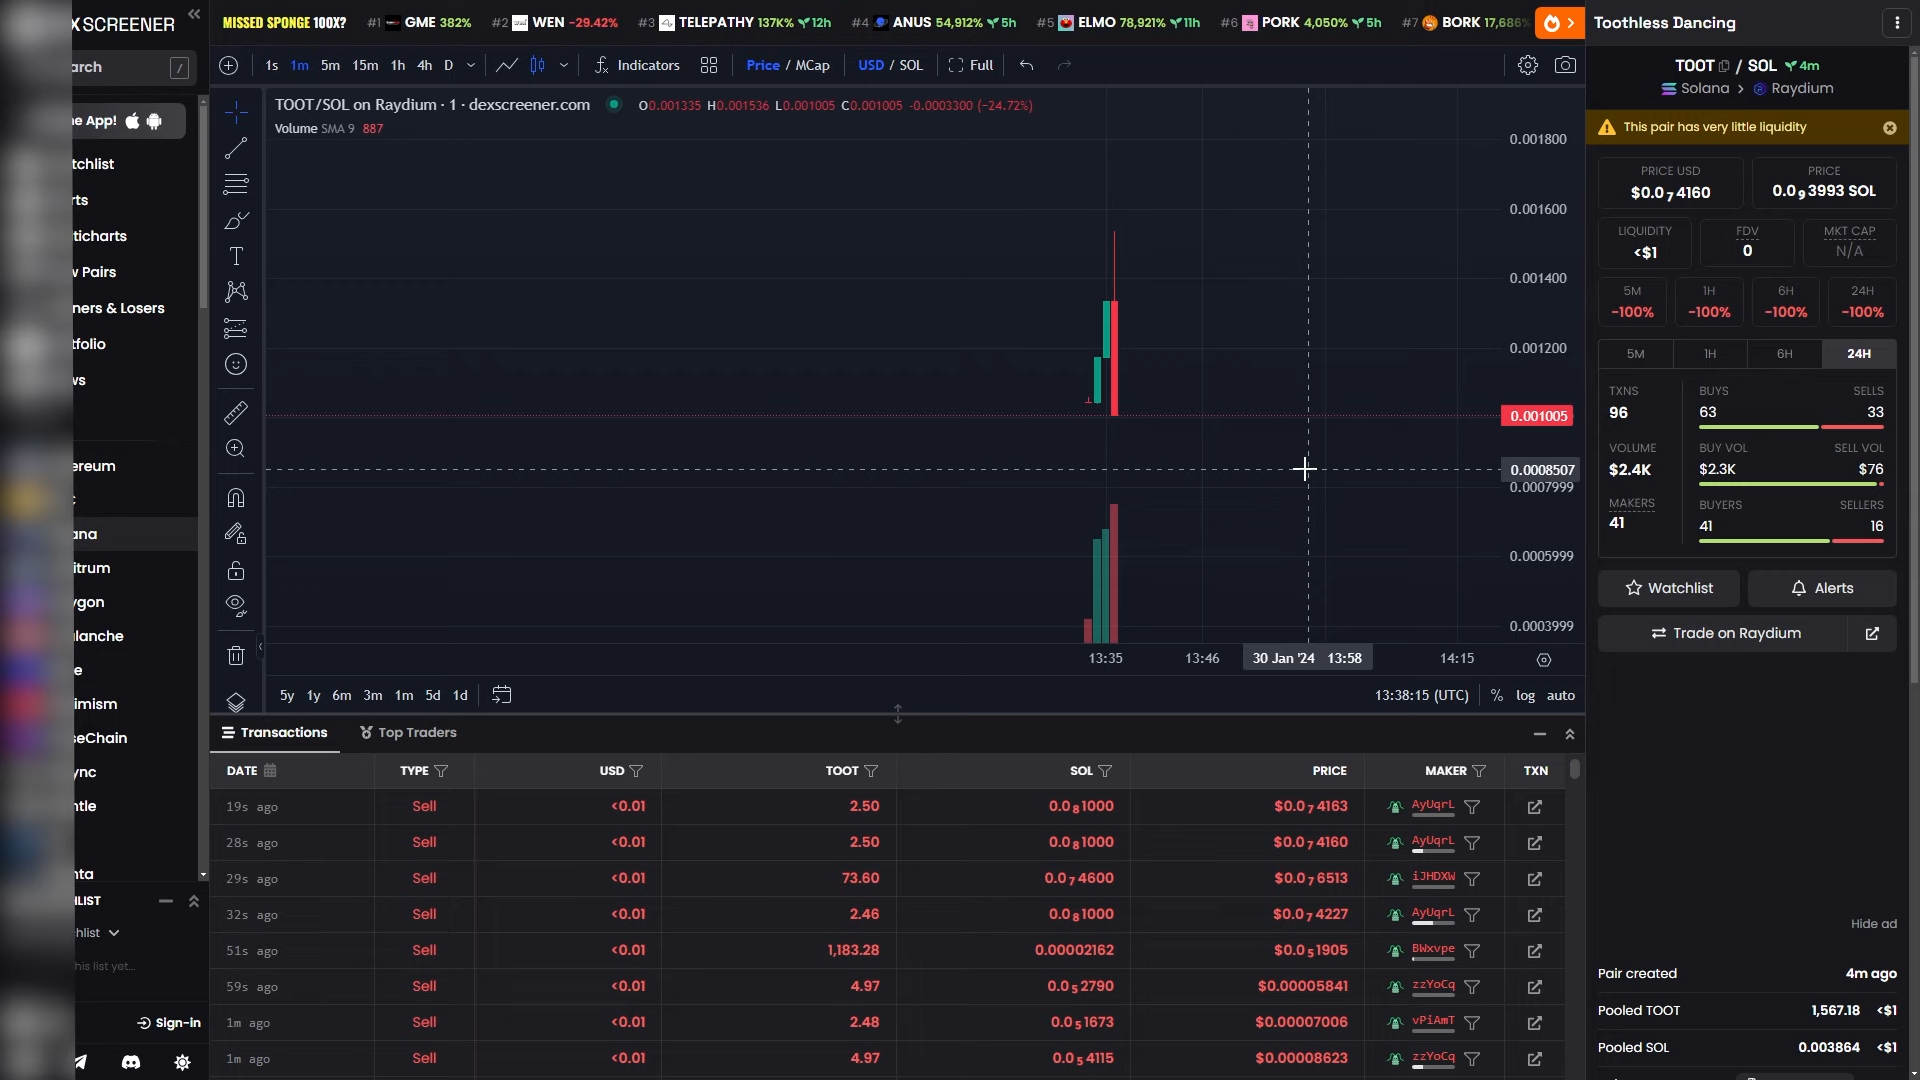 XSCREENER
MISSED SPONGE 100X?
#1 GME 382%
#2 WEN -29.42%
#3 TELEPATHY 137K% 12h
#4 ANUS 54,912% 5h
#5 ELMO 78,921% 11h
#6 PORK 4,050% 5h
#7 BORK 17,686%
Toothless Dancing
arch /
e App!
tchlist
rts
ticharts
w Pairs
ners & Losers
tfolio
ws
ereum
ana
itrum
ygon
lanche
e
imism
seChain
ync
ntle
nta
LIST
hlist
his list yet...
Sign-in
1s 1m 5m 15m 1h 4h D Indicators Price / MCap USD / SOL Full
TOOT/SOL on Raydium · 1 · dexscreener.com O0.001335 H0.001536 L0.001005 C0.001005 -0.0003300 (-24.72%)
Volume SMA 9 887
0.001800
0.001600
0.001400
0.001200
0.001005
0.0008507
0.0007999
0.0005999
0.0003999
13:35 13:46 30 Jan '24 13:58 14:15
5y 1y 6m 3m 1m 5d 1d 13:38:15 (UTC) % log auto
Transactions Top Traders
DATE TYPE USD TOOT SOL PRICE MAKER TXN
19s ago Sell <0.01 2.50 0.0₈1000 $0.0₇4163 AyUqrL
28s ago Sell <0.01 2.50 0.0₈1000 $0.0₇4160 AyUqrL
29s ago Sell <0.01 73.60 0.0₇4600 $0.0₇6513 iJHDXW
32s ago Sell <0.01 2.46 0.0₈1000 $0.0₇4227 AyUqrL
51s ago Sell <0.01 1,183.28 0.00002162 $0.0₅1905 BWxvpe
59s ago Sell <0.01 4.97 0.0₅2790 $0.00005841 zzYoCq
1m ago Sell <0.01 2.48 0.0₅1673 $0.00007006 vPiAmT
1m ago Sell <0.01 4.97 0.0₅4115 $0.00008623 zzYoCq
TOOT / SOL 4m
Solana > Raydium
This pair has very little liquidity
PRICE USD PRICE
$0.0₇4160 0.0₉3993 SOL
LIQUIDITY FDV MKT CAP
<$1 0 N/A
5M 1H 6H 24H
-100% -100% -100% -100%
5M 1H 6H 24H
TXNS BUYS SELLS
96 63 33
VOLUME BUY VOL SELL VOL
$2.4K $2.3K $76
MAKERS BUYERS SELLERS
41 41 16
Watchlist Alerts
Trade on Raydium
Hide ad
Pair created 4m ago
Pooled TOOT 1,567.18 <$1
Pooled SOL 0.003864 <$1